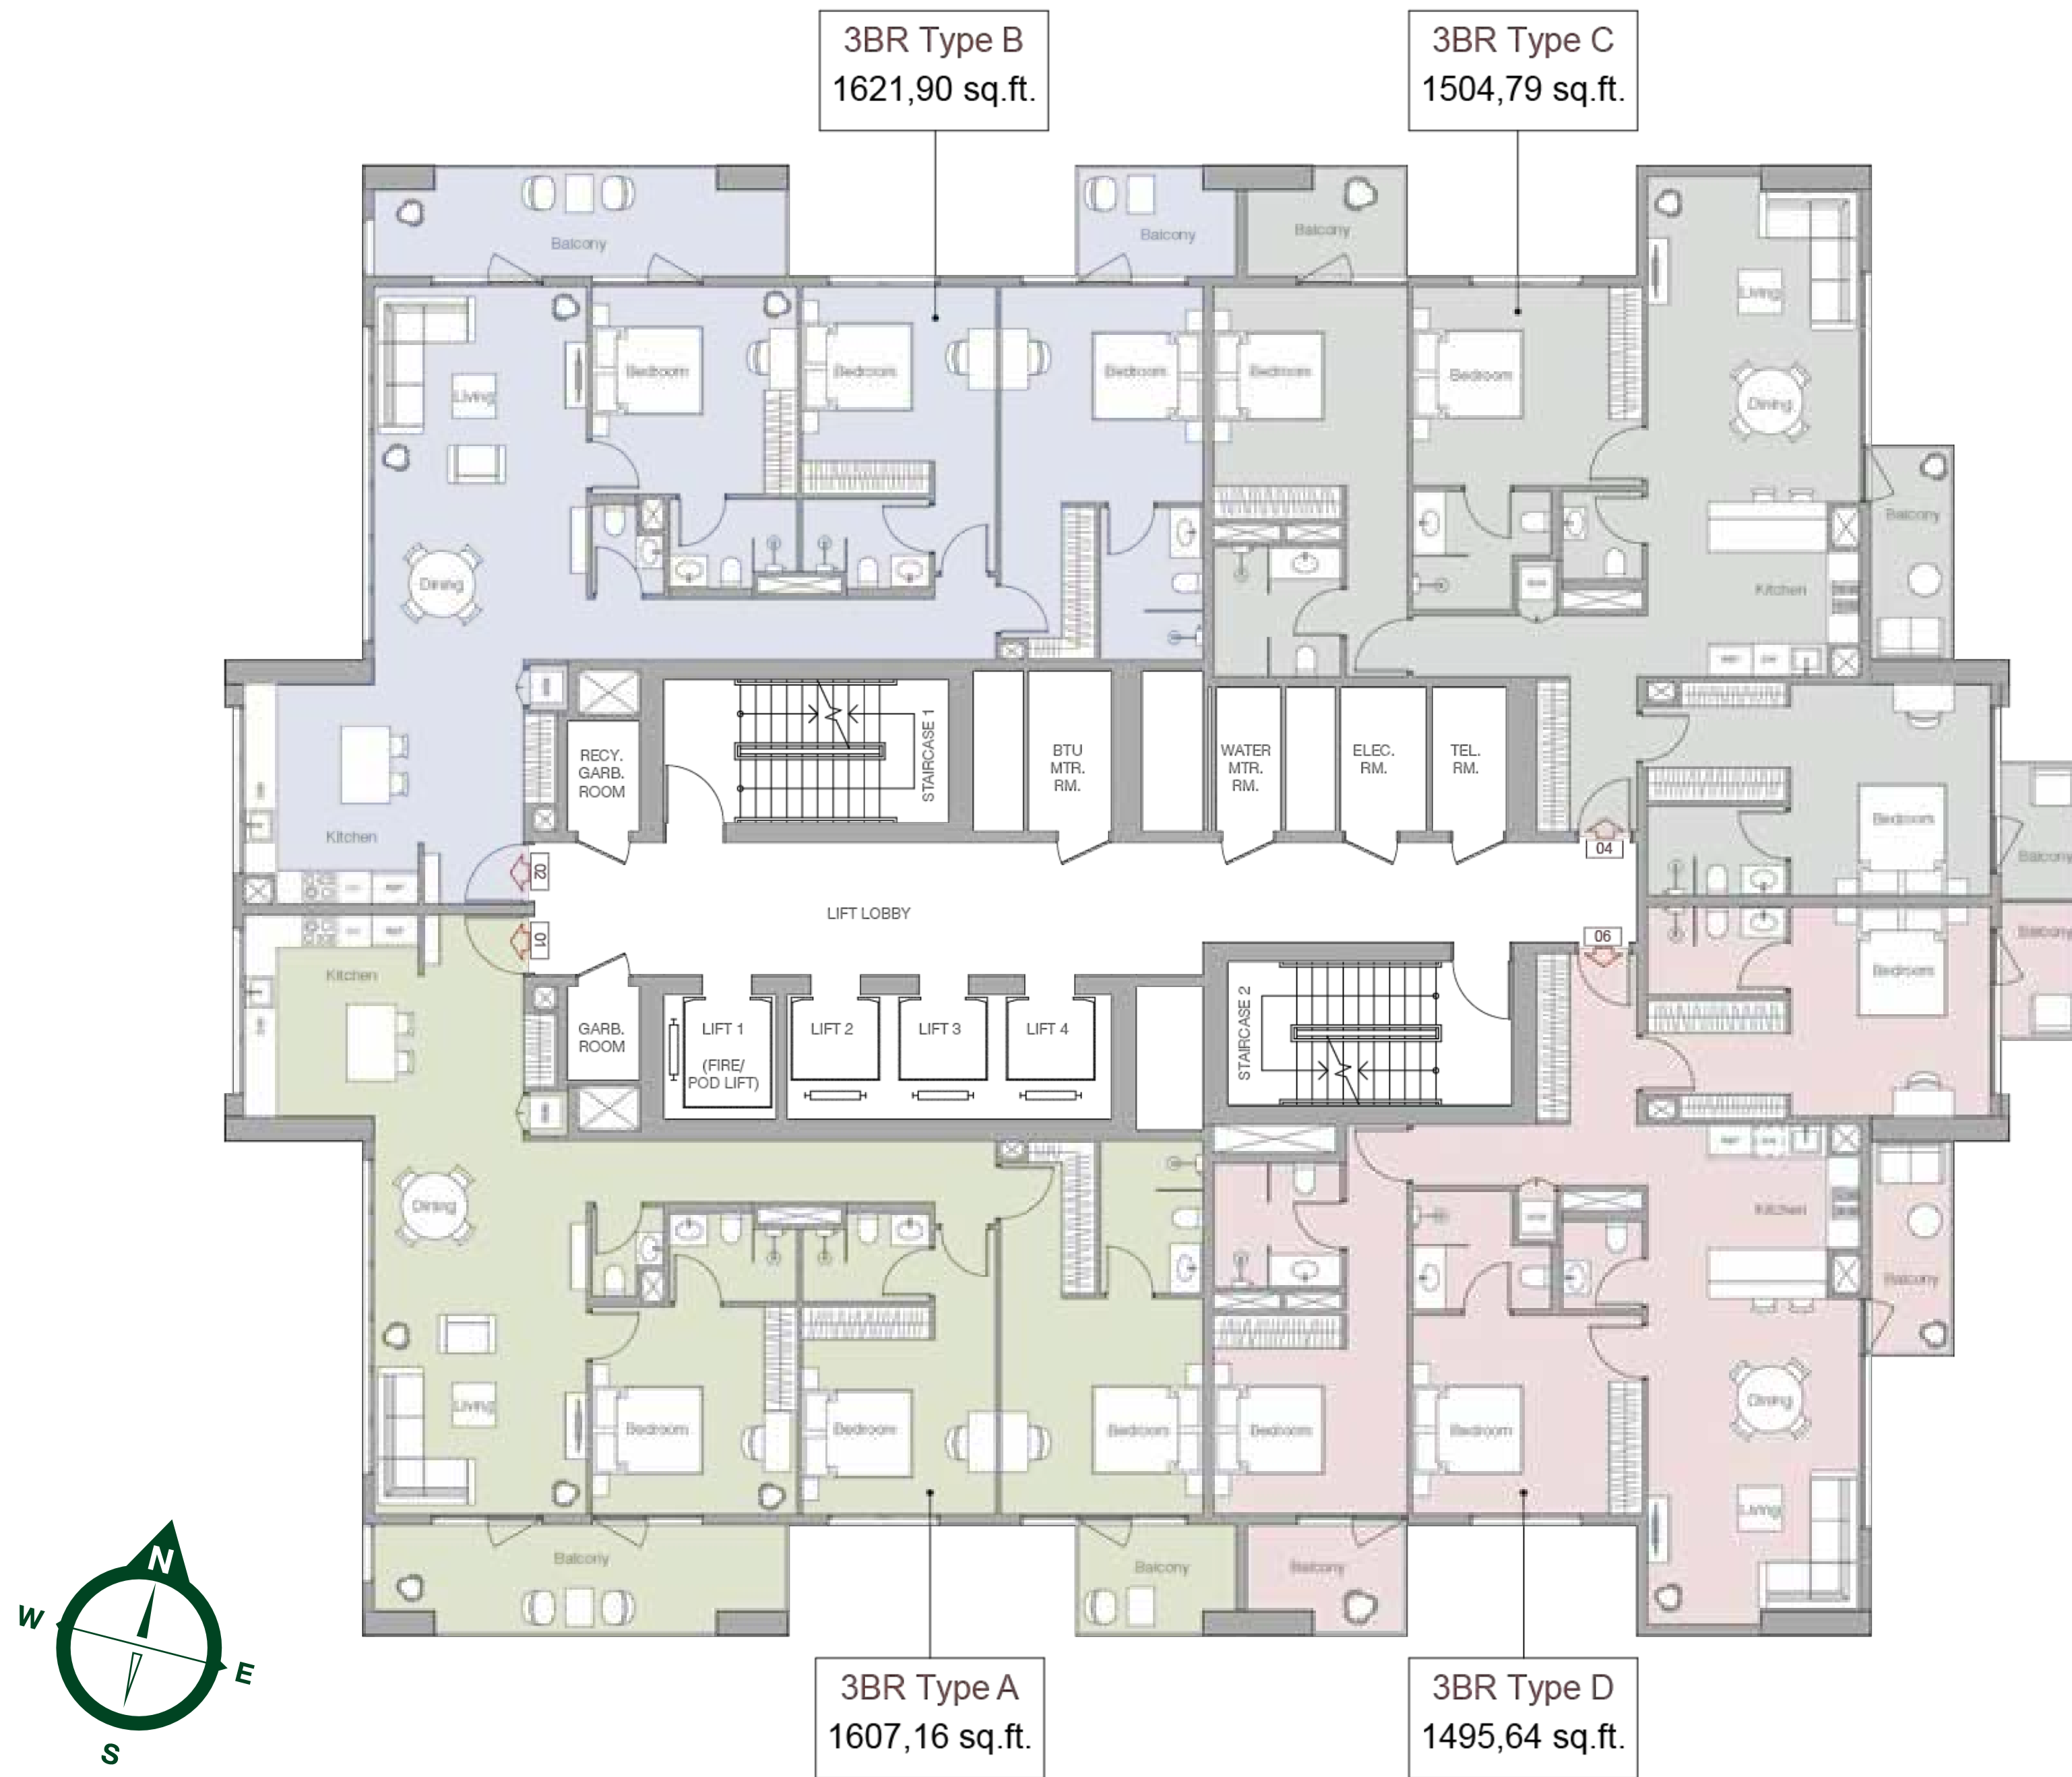 3BR Type B
1621,90 sq.ft.
3BR Type C
1504,79 sq.ft.
Balcony
Balcony
Balcony
Living
Bedroom
Bedroom
Bedroom
Bedroom
Bedroom
Living
Dining
Dining
Balcony
Kitchen
Kitchen
RECY.
GARB.
ROOM
STAIRCASE 1
BTU
MTR.
RM.
WATER
MTR.
RM.
ELEC.
RM.
TEL.
RM.
Bedroom
Balcony
02
04
LIFT LOBBY
01
06
Kitchen
GARB.
ROOM
LIFT 1
(FIRE/
POD LIFT)
LIFT 2
LIFT 3
LIFT 4
STAIRCASE 2
Bedroom
Balcony
Dining
Kitchen
Balcony
Living
Bedroom
Bedroom
Bedroom
Bedroom
Bedroom
Dining
Living
Balcony
Balcony
Balcony
N
W
E
S
3BR Type A
1607,16 sq.ft.
3BR Type D
1495,64 sq.ft.